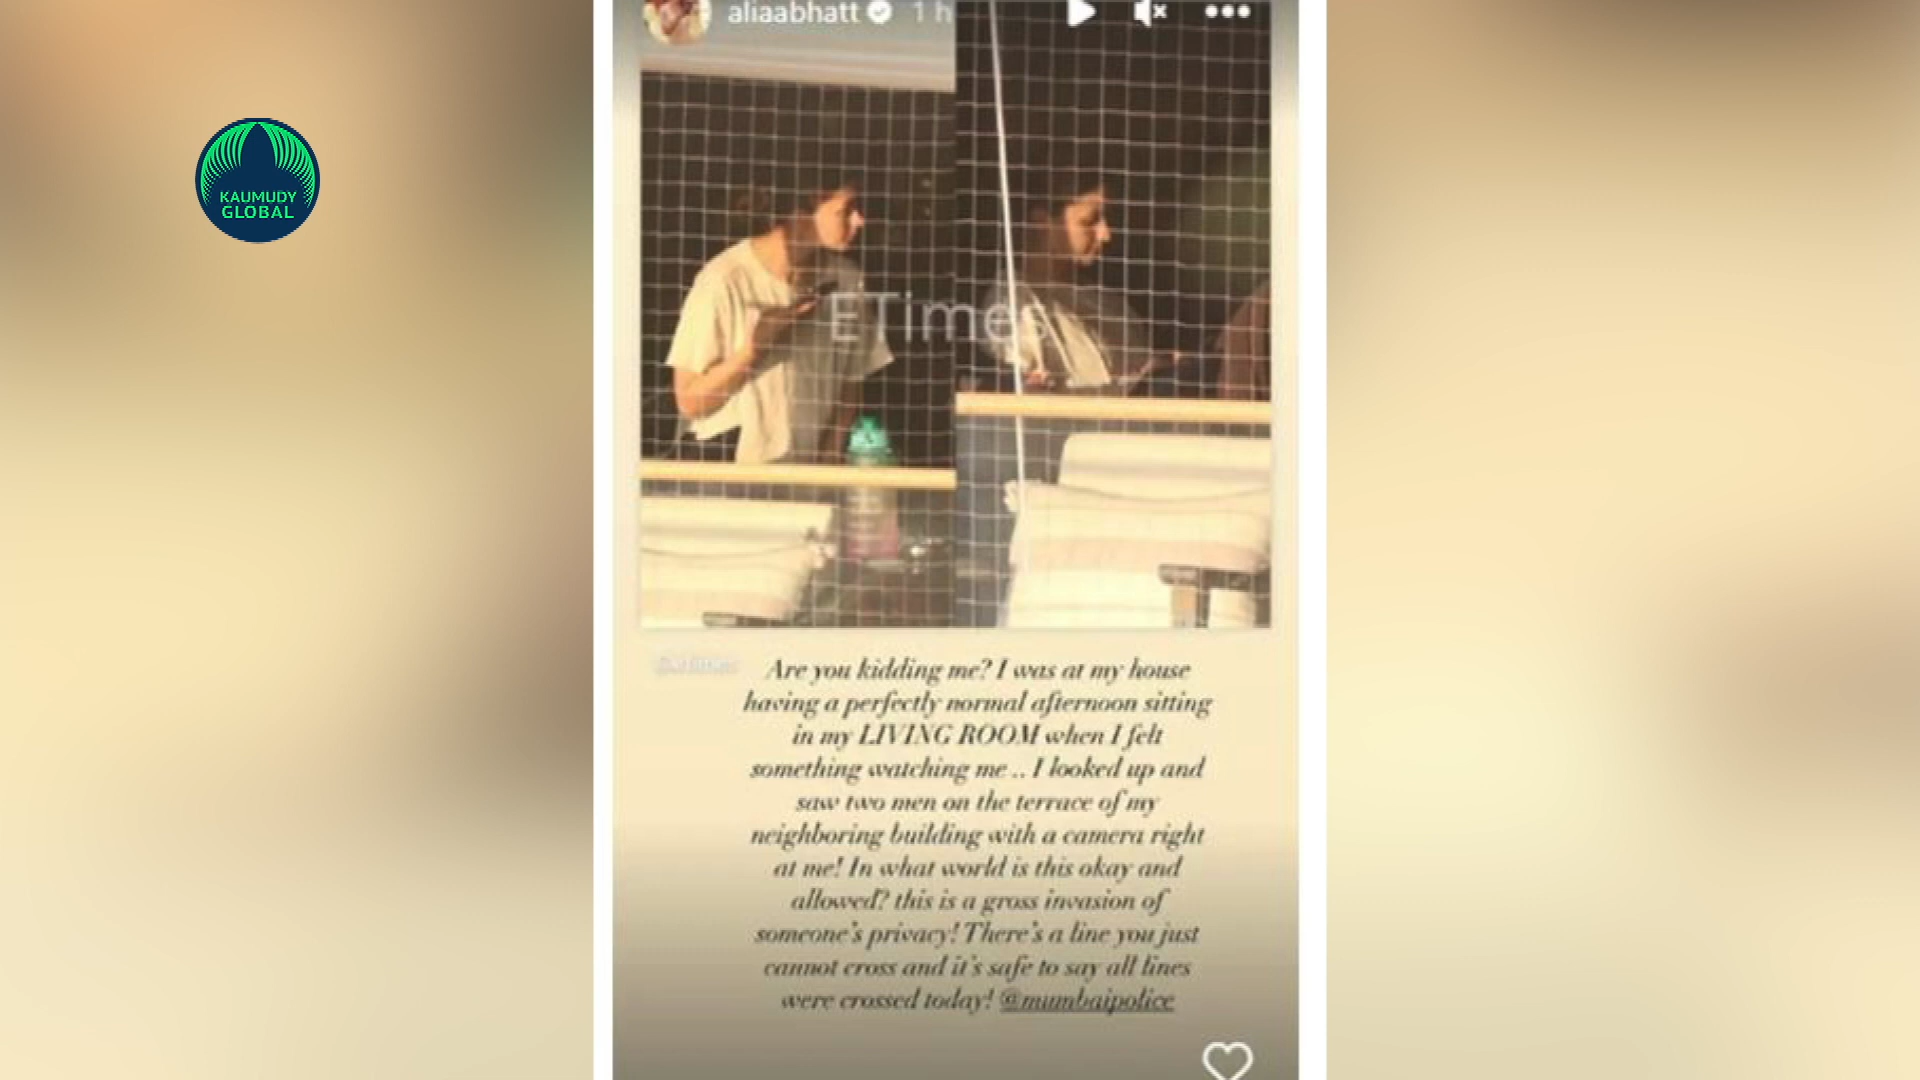 aliaabhatt 1 h
KAUMUDY
GLOBAL
ETimes
Are you kidding me? I was at my house
having a perfectly normal afternoon sitting
in my LIVING ROOM when I felt
something watching me .. I looked up and
saw two men on the terrace of my
neighboring building with a camera right
at me! In what world is this okay and
allowed? this is a gross invasion of
someone's privacy! There's a line you just
cannot cross and it's safe to say all lines
were crossed today! @mumbaipolice